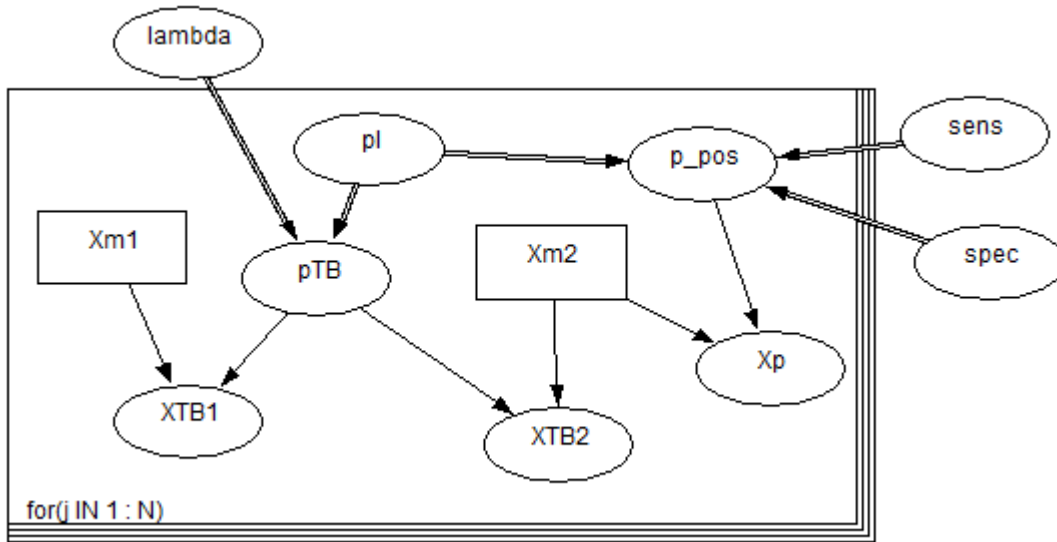 lambda
pI
p_pos
sens
Xm1
pTB
Xm2
spec
Xp
XTB1
XTB2
for(j IN 1 : N)